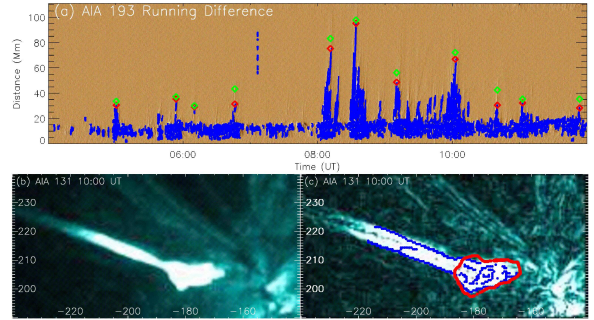 (a) AIA 193 Running Difference
Distance (Mm)
100
80
60
40
20
0
06:00 08:00 10:00
Time (UT)
(b) AIA 131 10:00 UT
230
220
210
200
−220 −200 −180 −160
(c) AIA 131 10:00 UT
230
220
210
200
−220 −200 −180 −160